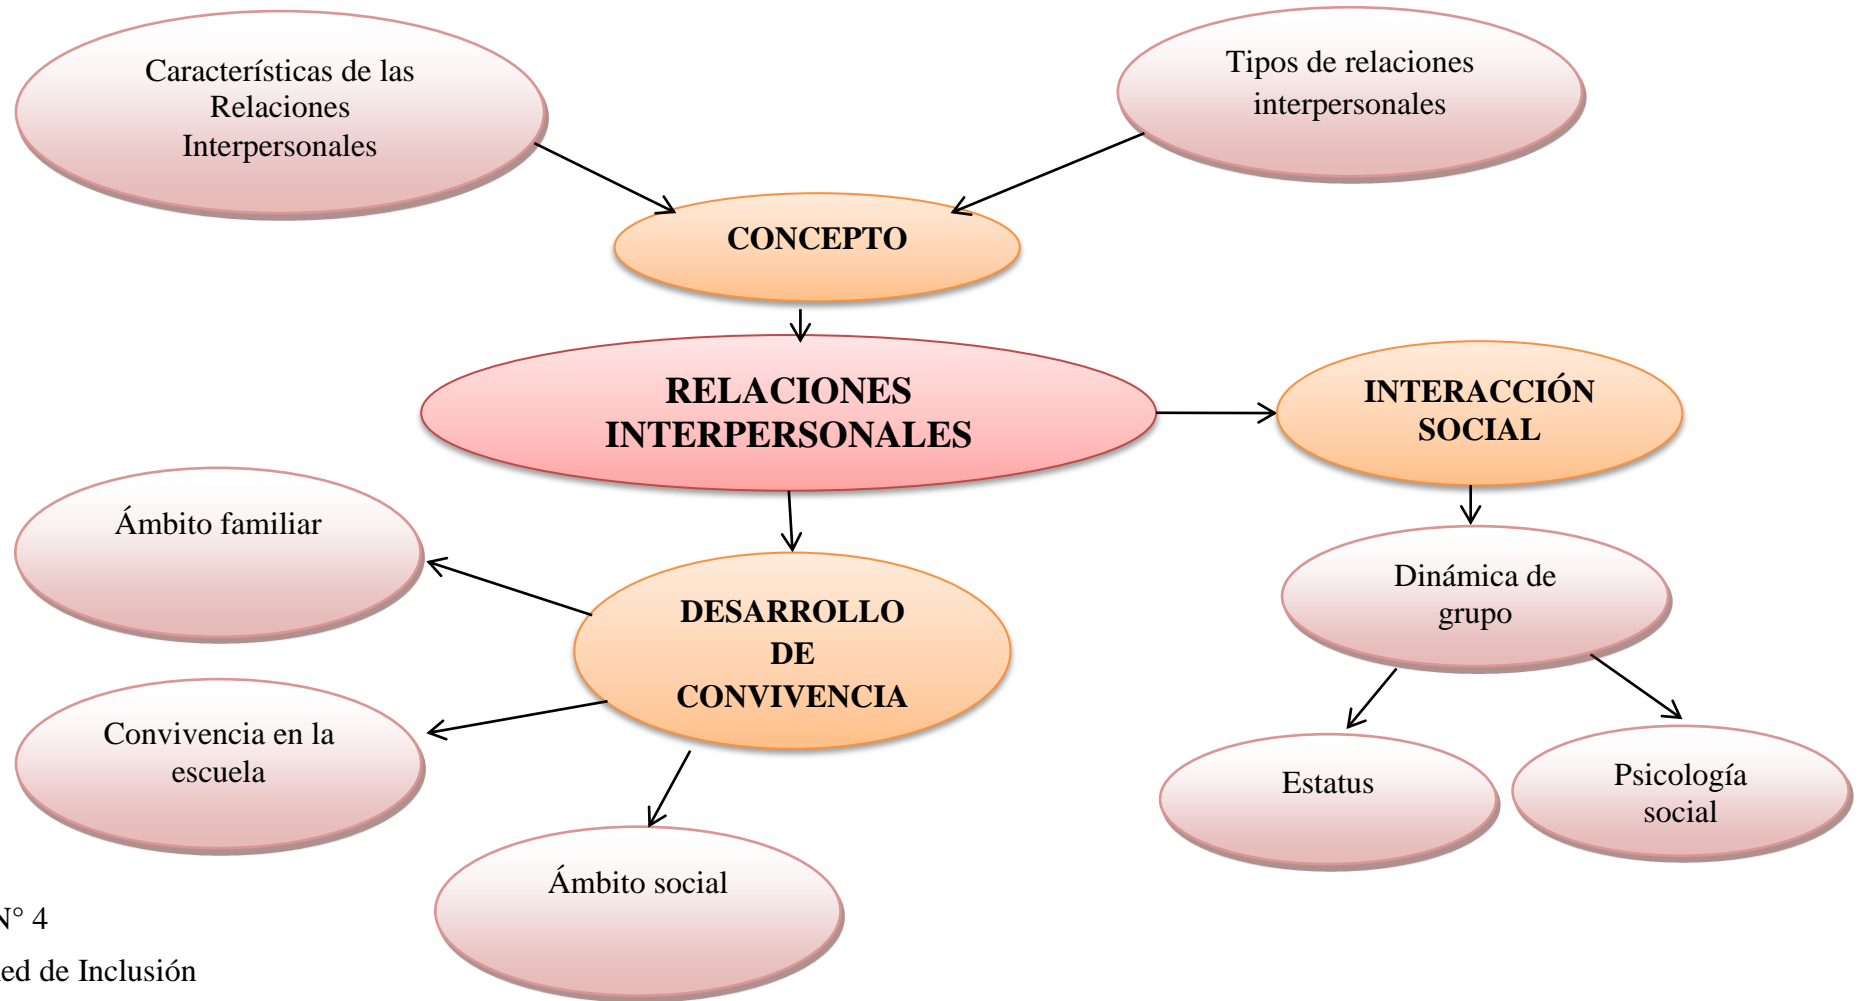 Características de las
Relaciones
Interpersonales
Tipos de relaciones
interpersonales
CONCEPTO
RELACIONES
INTERPERSONALES
INTERACCIÓN
SOCIAL
Ámbito familiar
DESARROLLO
DE
CONVIVENCIA
Dinámica de
grupo
Convivencia en la
escuela
Estatus
Psicología
social
Ámbito social
N° 4
de Inclusión